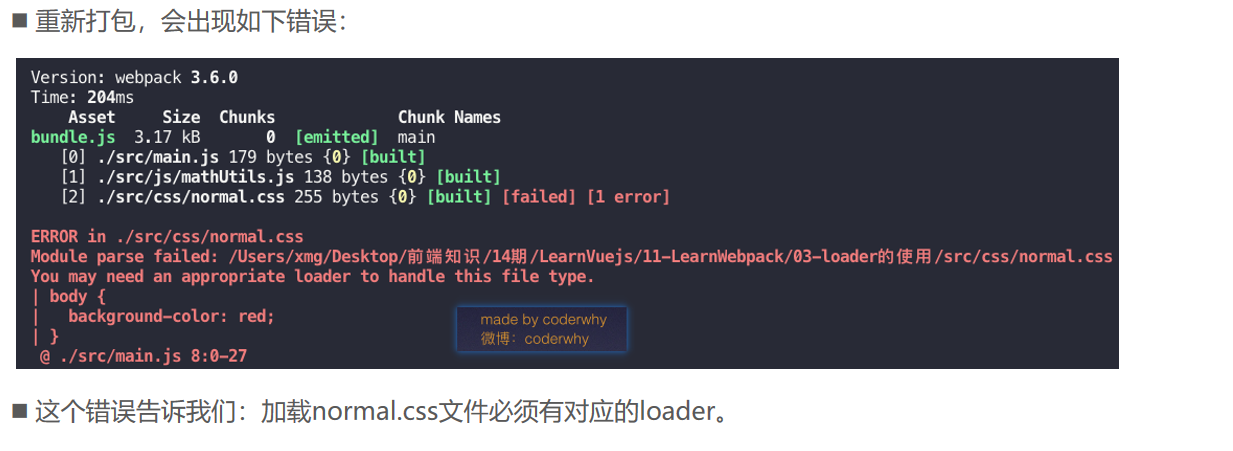 ■ 重新打包，会出现如下错误：
Version: webpack 3.6.0
Time: 204ms
Asset Size Chunks Chunk Names
bundle.js 3.17 kB 0 [emitted] main
[0] ./src/main.js 179 bytes {0} [built]
[1] ./src/js/mathUtils.js 138 bytes {0} [built]
[2] ./src/css/normal.css 255 bytes {0} [built] [failed] [1 error]
ERROR in ./src/css/normal.css
Module parse failed: /Users/xmg/Desktop/前端知识/14期/LearnVuejs/11-LearnWebpack/03-loader的使用/src/css/normal.css
You may need an appropriate loader to handle this file type.
| body {
|   background-color: red;
| }
@ ./src/main.js 8:0-27
made by coderwhy
微博：coderwhy
■ 这个错误告诉我们：加载normal.css文件必须有对应的loader。